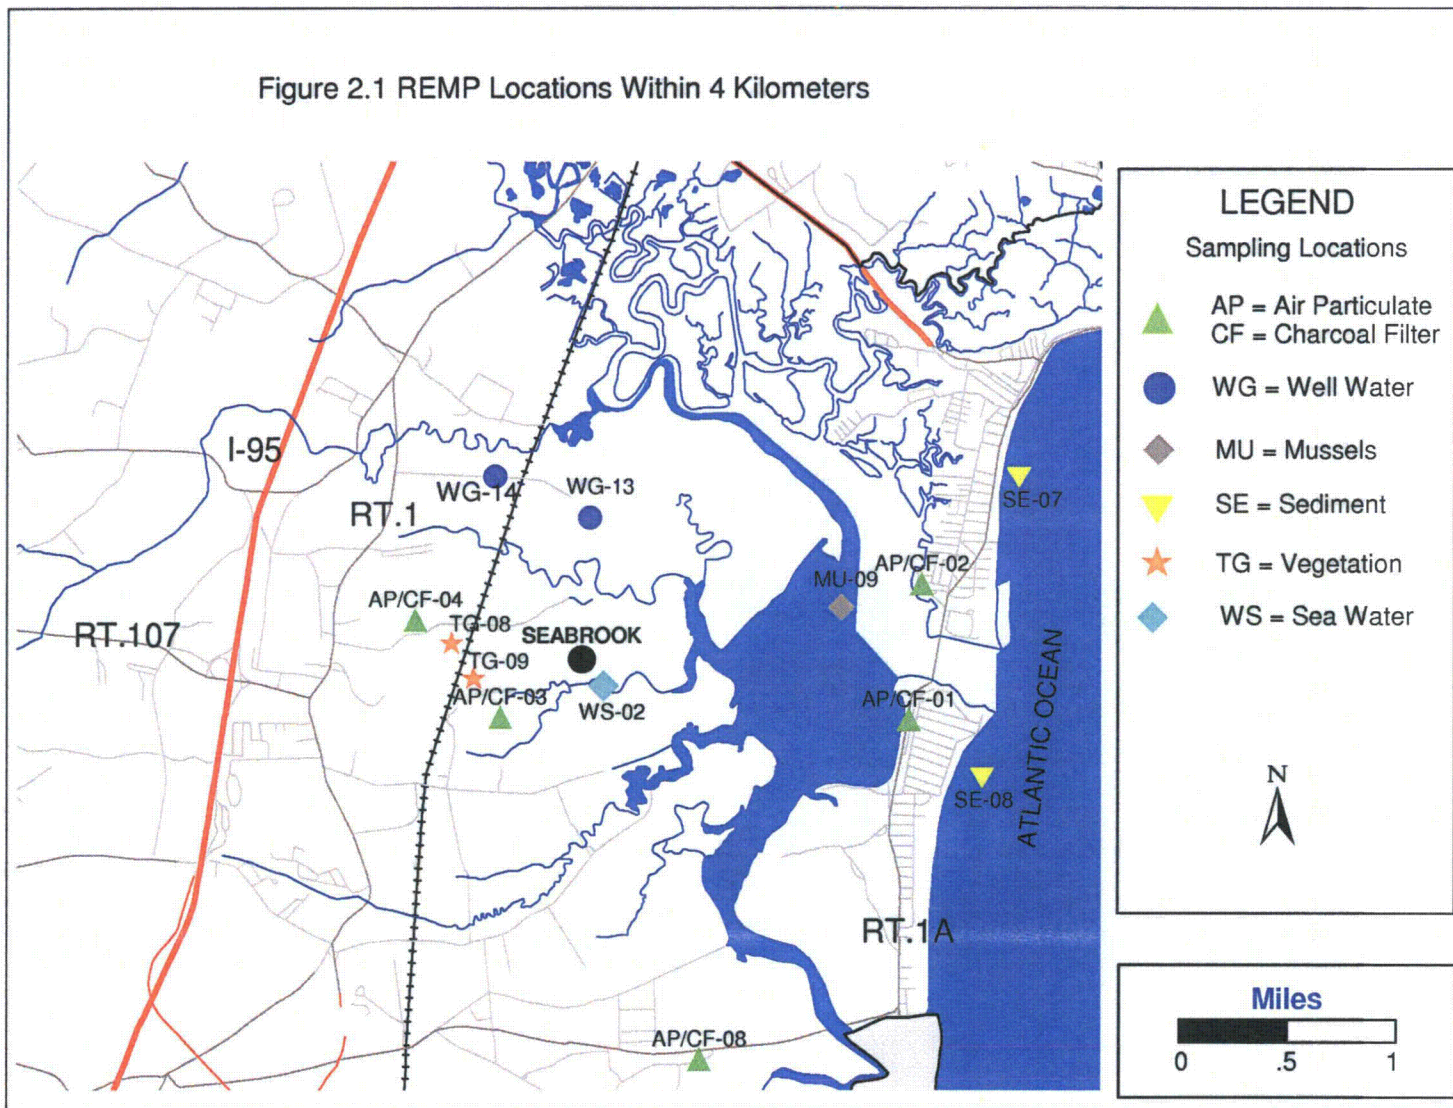 Figure 2.1 REMP Locations Within 4 Kilometers
I-95
WG-14
WG-13
RT.1
SE-07
AP/CF-02
MU-09
AP/CF-04
TG-08
RT.107
SEABROOK
TG-09
AP/CF-03
WS-02
AP/CF-01
ATLANTIC OCEAN
SE-08
RT.1A
AP/CF-08
LEGEND
Sampling Locations
AP = Air Particulate
CF = Charcoal Filter
WG = Well Water
MU = Mussels
SE = Sediment
TG = Vegetation
WS = Sea Water
N
Miles
0 .5 1